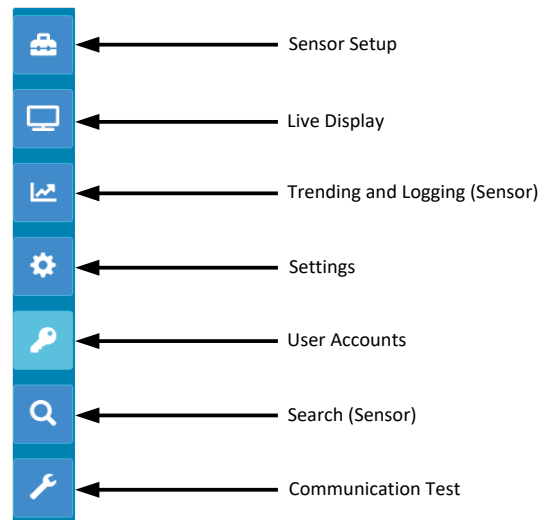 Sensor Setup
Live Display
Trending and Logging (Sensor)
Settings
User Accounts
Search (Sensor)
Communication Test